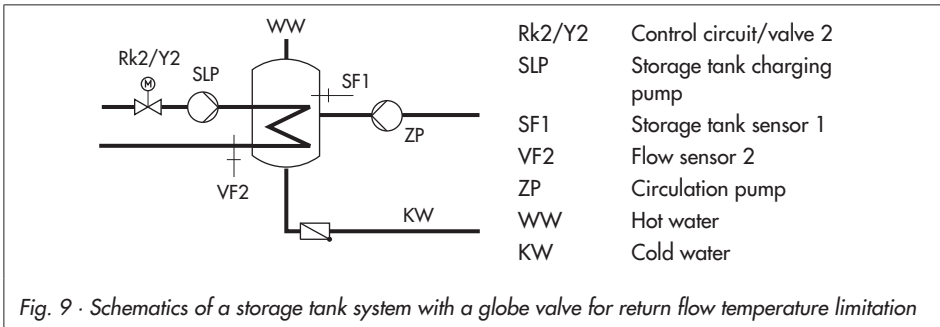 WW
Rk2/Y2
M
SLP
SF1
ZP
VF2
KW
Rk2/Y2 Control circuit/valve 2
SLP Storage tank charging
pump
SF1 Storage tank sensor 1
VF2 Flow sensor 2
ZP Circulation pump
WW Hot water
KW Cold water
Fig. 9 · Schematics of a storage tank system with a globe valve for return flow temperature limitation